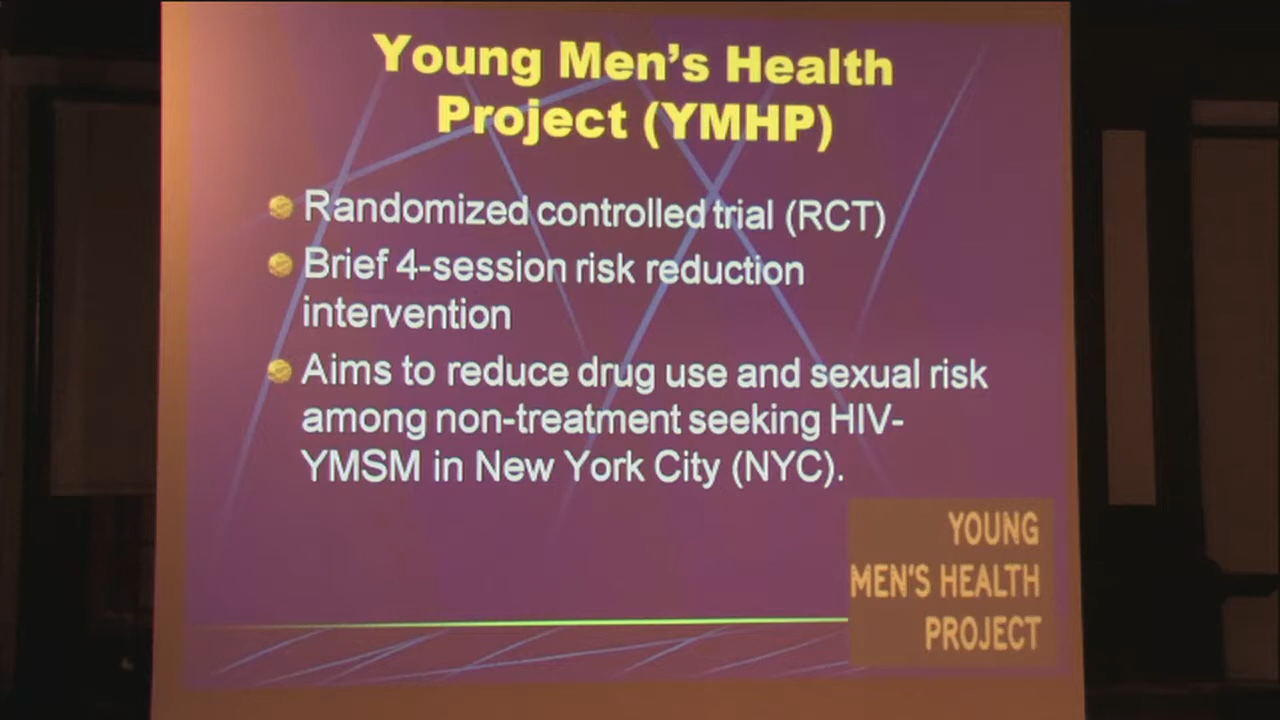 Young Men's Health
Project (YMHP)
Randomized controlled trial (RCT)
Brief 4-session risk reduction
intervention
Aims to reduce drug use and sexual risk
among non-treatment seeking HIV-
YMSM in New York City (NYC).
YOUNG
MEN'S HEALTH
PROJECT